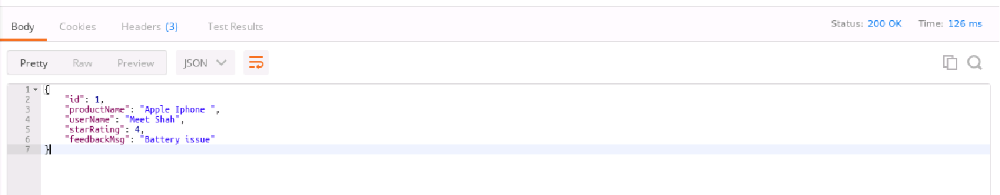 Body Cookies Headers (3) Test Results Status: 200 OK Time: 126 ms
Pretty Raw Preview JSON
1 {
2 "id": 1,
3 "productName": "Apple Iphone ",
4 "userName": "Meet Shah",
5 "starRating": 4,
6 "feedbackMsg": "Battery issue"
7 }